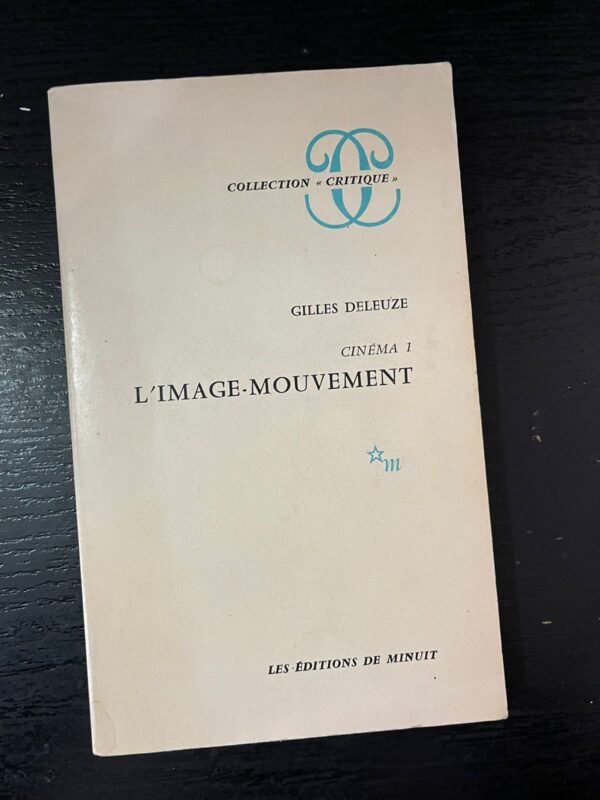 COLLECTION « CRITIQUE »
GILLES DELEUZE
CINÉMA 1
L'IMAGE-MOUVEMENT
m
LES ÉDITIONS DE MINUIT